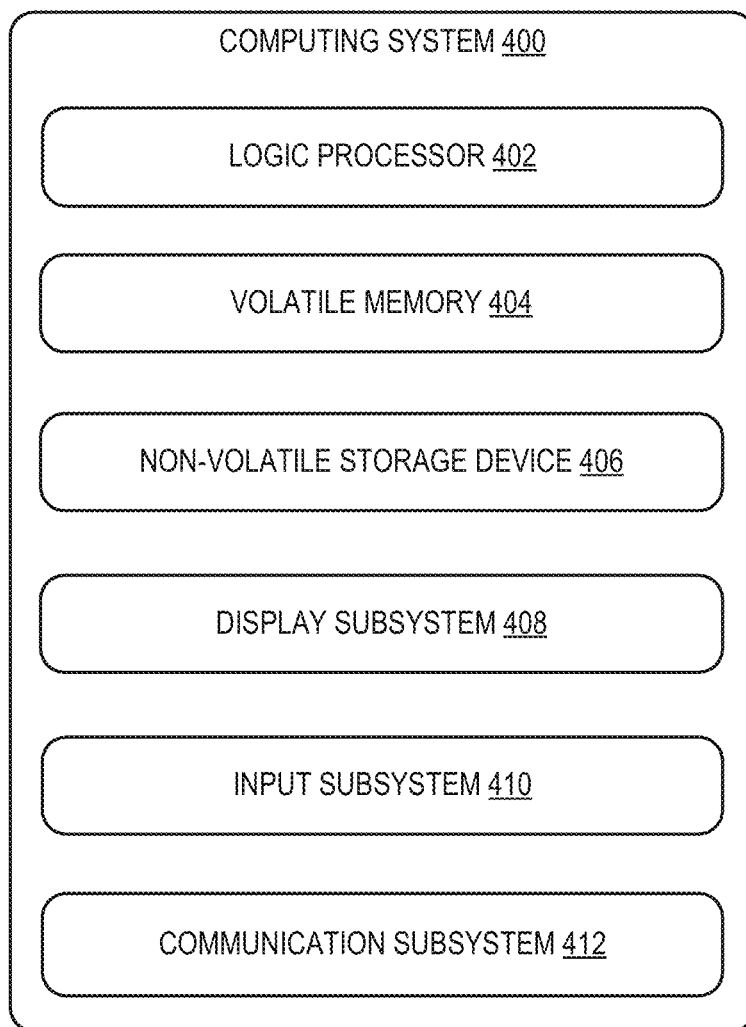 COMPUTING SYSTEM 400
LOGIC PROCESSOR 402
VOLATILE MEMORY 404
NON-VOLATILE STORAGE DEVICE 406
DISPLAY SUBSYSTEM 408
INPUT SUBSYSTEM 410
COMMUNICATION SUBSYSTEM 412